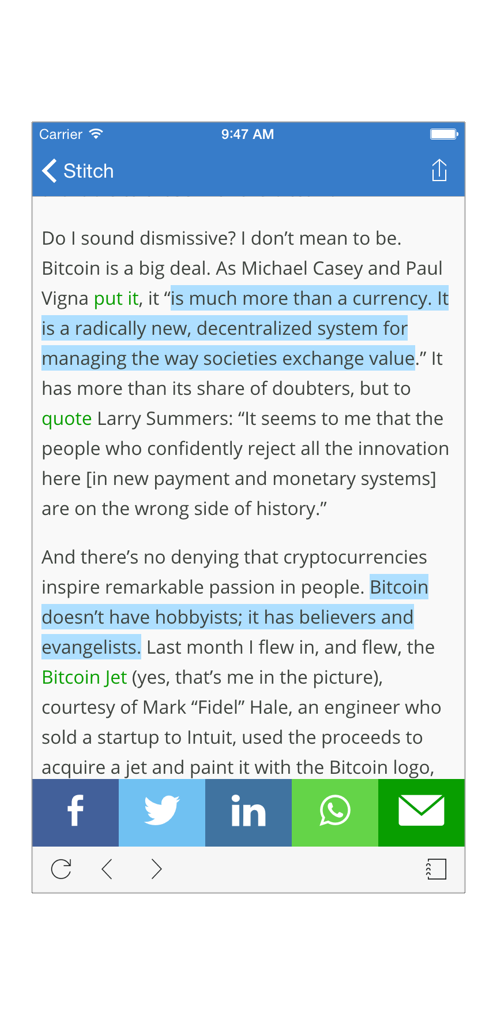 Carrier 9:47 AM
Stitch
Do I sound dismissive? I don’t mean to be.
Bitcoin is a big deal. As Michael Casey and Paul
Vigna put it, it “is much more than a currency. It
is a radically new, decentralized system for
managing the way societies exchange value.” It
has more than its share of doubters, but to
quote Larry Summers: “It seems to me that the
people who confidently reject all the innovation
here [in new payment and monetary systems]
are on the wrong side of history.”
And there’s no denying that cryptocurrencies
inspire remarkable passion in people. Bitcoin
doesn’t have hobbyists; it has believers and
evangelists. Last month I flew in, and flew, the
Bitcoin Jet (yes, that’s me in the picture),
courtesy of Mark “Fidel” Hale, an engineer who
sold a startup to Intuit, used the proceeds to
acquire a jet and paint it with the Bitcoin logo,
f in